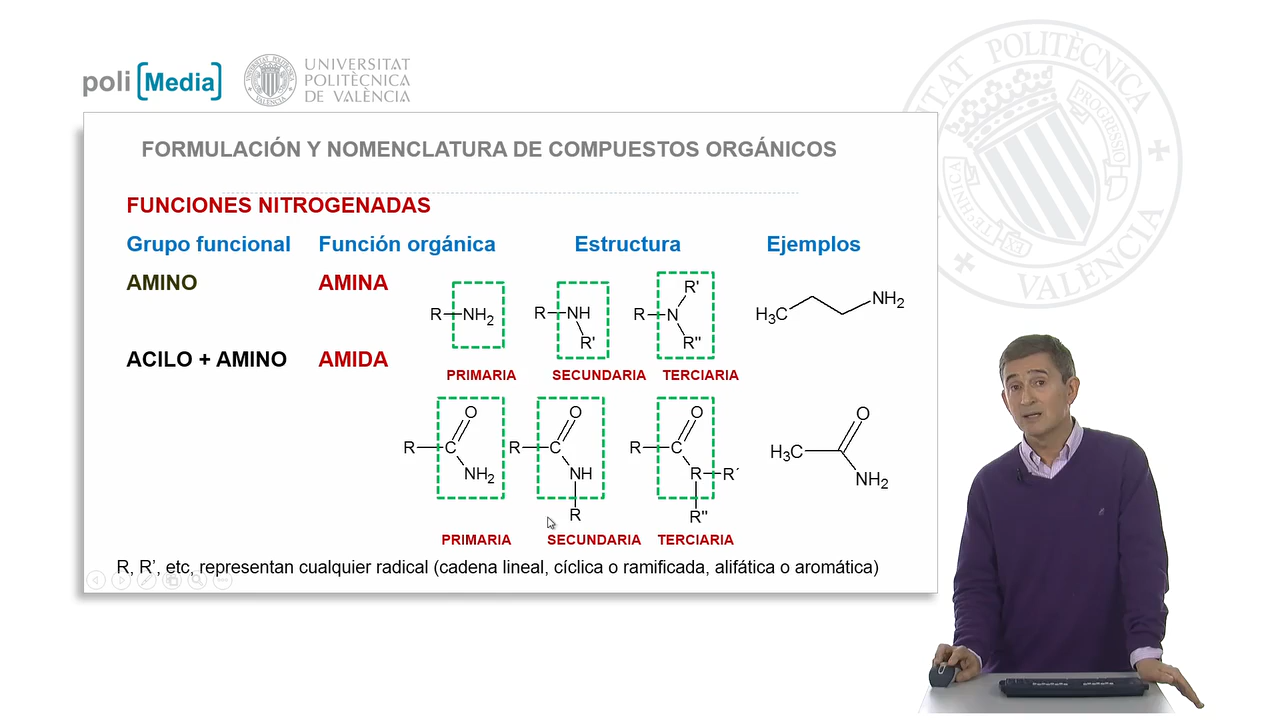 poli [Media]
UNIVERSITAT
POLITÈCNICA
DE VALÈNCIA
FORMULACIÓN Y NOMENCLATURA DE COMPUESTOS ORGÁNICOS
FUNCIONES NITROGENADAS
Grupo funcional Función orgánica Estructura Ejemplos
AMINO AMINA
R—NH2 R—NH R' R—N R' R" H3C NH2
PRIMARIA SECUNDARIA TERCIARIA
ACILO + AMINO AMIDA
O O O O
R—C R—C R—C H3C
NH2 NH R—R´ NH2
R R"
PRIMARIA SECUNDARIA TERCIARIA
R, R', etc, representan cualquier radical (cadena lineal, cíclica o ramificada, alifática o aromática)
POLITÈCNICA
VALÈNCIA